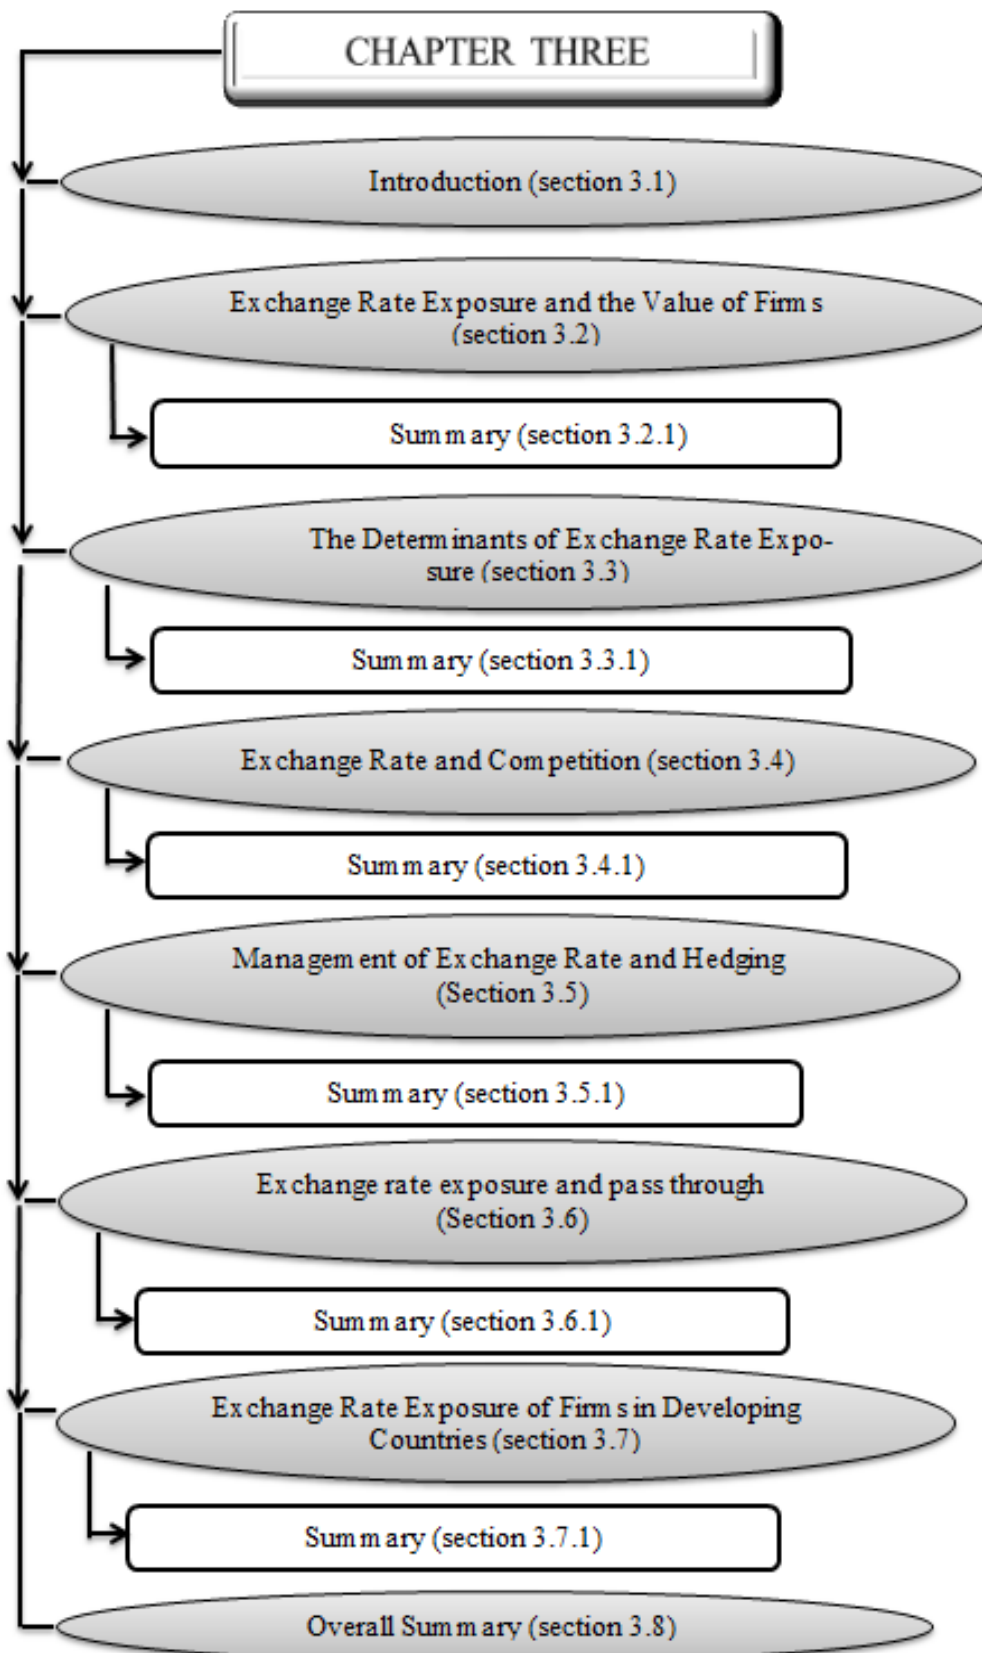 CHAPTER THREE
Introduction (section 3.1)
Exchange Rate Exposure and the Value of Firms
(section 3.2)
Summary (section 3.2.1)
The Determinants of Exchange Rate Expo-
sure (section 3.3)
Summary (section 3.3.1)
Exchange Rate and Competition (section 3.4)
Summary (section 3.4.1)
Management of Exchange Rate and Hedging
(Section 3.5)
Summary (section 3.5.1)
Exchange rate exposure and pass through
(Section 3.6)
Summary (section 3.6.1)
Exchange Rate Exposure of Firms in Developing
Countries (section 3.7)
Summary (section 3.7.1)
Overall Summary (section 3.8)